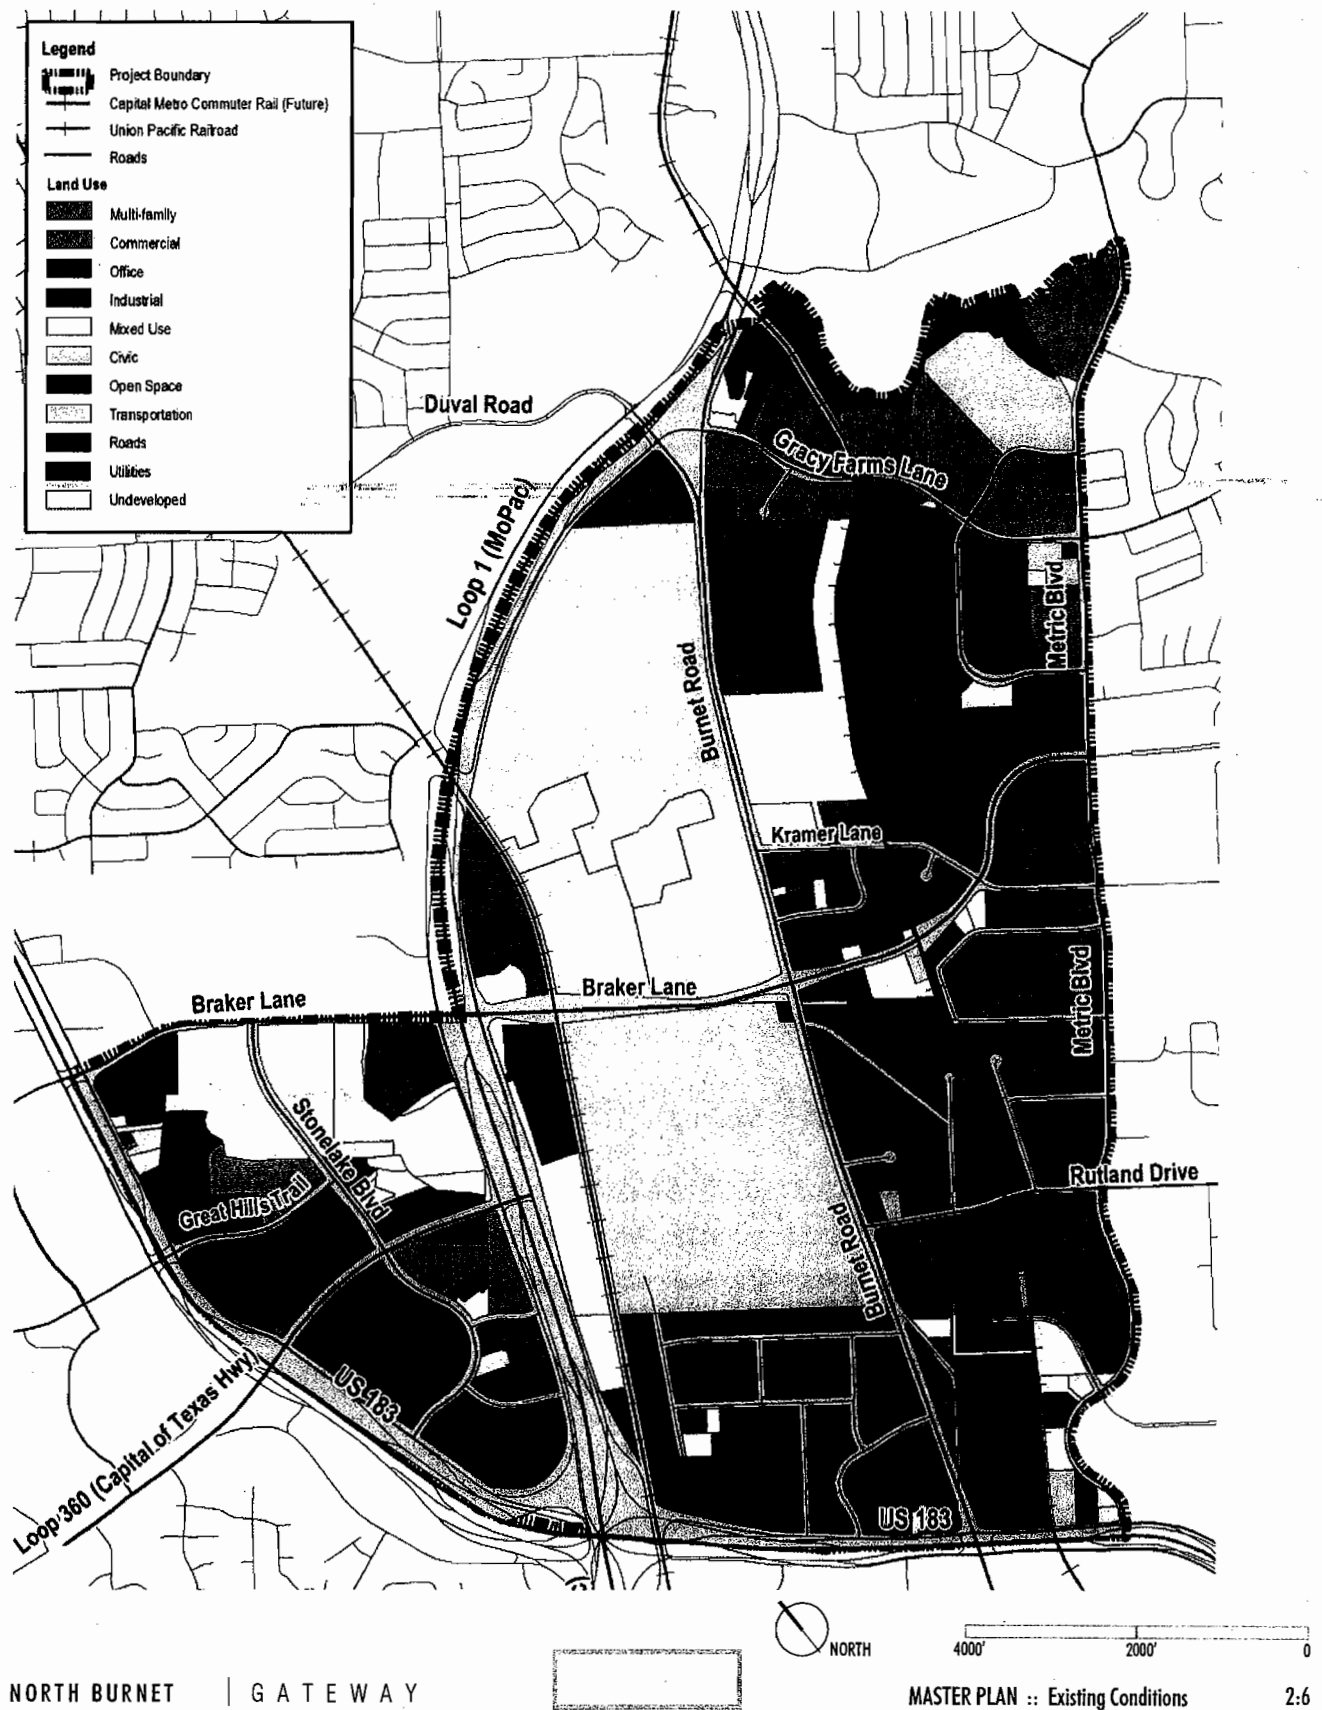 Legend
Project Boundary
Capital Metro Commuter Rail (Future)
Union Pacific Railroad
Roads
Land Use
Multi-family
Commercial
Office
Industrial
Mixed Use
Civic
Open Space
Transportation
Roads
Utilities
Undeveloped
Duval Road
Gracy Farms Lane
Loop 1 (MoPac)
Metric Blvd
Burnet Road
Kramer Lane
Braker Lane
Braker Lane
Metric Blvd
Stonelake Blvd
Great Hills Trail
Rutland Drive
Burnet Road
US 183
Loop 360 (Capital of Texas Hwy)
US 183
NORTH
4000' 2000' 0
NORTH BURNET | GATEWAY
MASTER PLAN :: Existing Conditions 2:6